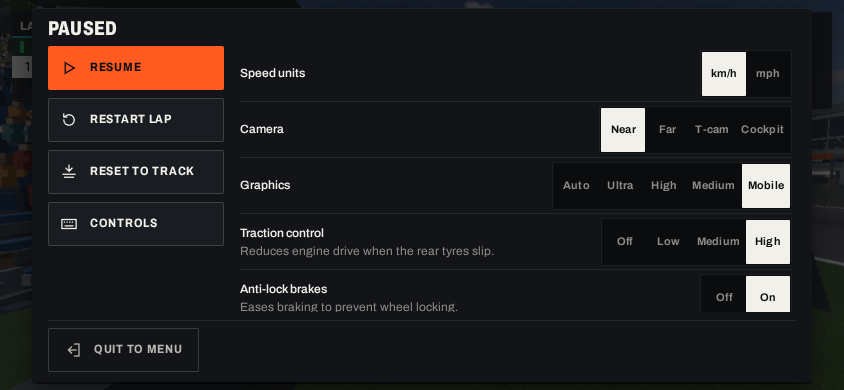 PAUSED
RESUME
RESTART LAP
RESET TO TRACK
CONTROLS
QUIT TO MENU
Speed units
km/h mph
Camera
Near Far T-cam Cockpit
Graphics
Auto Ultra High Medium Mobile
Traction control
Reduces engine drive when the rear tyres slip.
Off Low Medium High
Anti-lock brakes
Eases braking to prevent wheel locking.
Off On